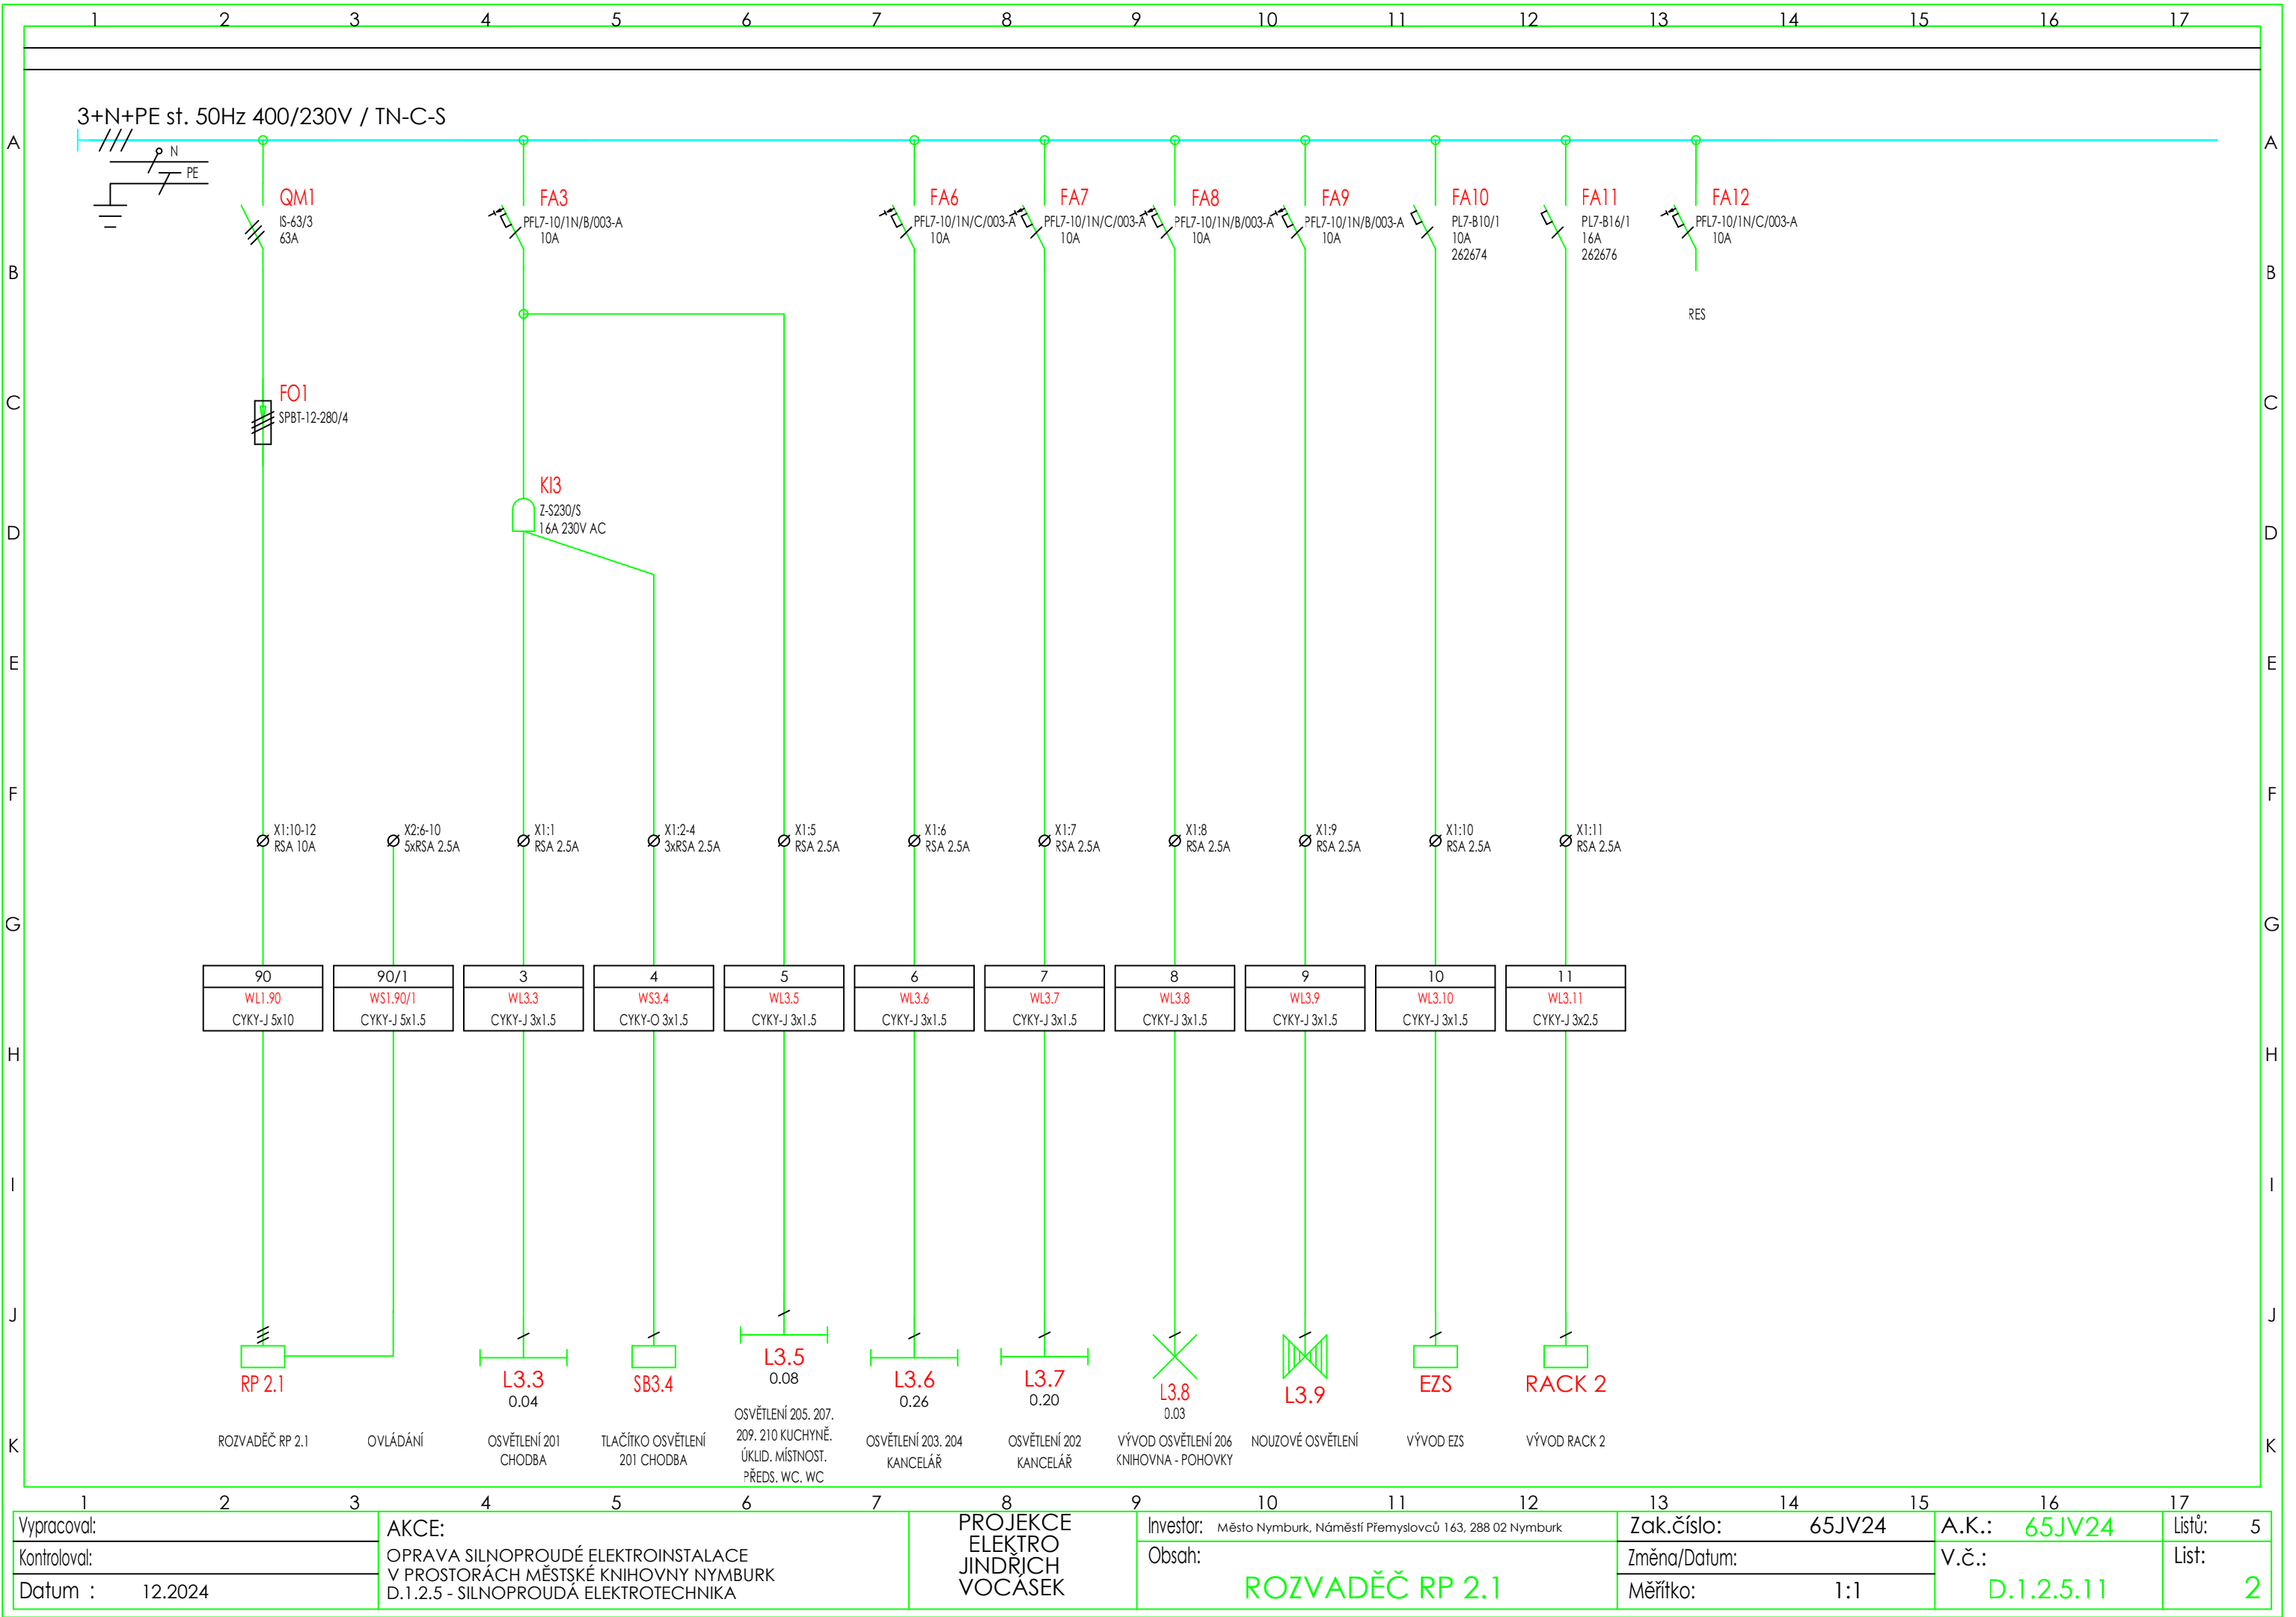 1 2 3 4 5 6 7 8 9 10 11 12 13 14 15 16 17
3+N+PE st. 50Hz 400/230V / TN-C-S
N
PE
A A
B B
C C
D D
E E
F F
G G
H H
I I
J J
K K
QM1
IS-63/3
63A
FA3
PFL7-10/1N/B/003-A
10A
FA6
PFL7-10/1N/C/003-A
10A
FA7
PFL7-10/1N/C/003-A
10A
FA8
PFL7-10/1N/B/003-A
10A
FA9
PFL7-10/1N/B/003-A
10A
FA10
PL7-B10/1
10A
262674
FA11
PL7-B16/1
16A
262676
FA12
PFL7-10/1N/C/003-A
10A
RES
FO1
SPBT-12-280/4
KI3
Z-S230/S
16A 230V AC
X1:10-12
RSA 10A
X2:6-10
5xRSA 2.5A
X1:1
RSA 2.5A
X1:2-4
3xRSA 2.5A
X1:5
RSA 2.5A
X1:6
RSA 2.5A
X1:7
RSA 2.5A
X1:8
RSA 2.5A
X1:9
RSA 2.5A
X1:10
RSA 2.5A
X1:11
RSA 2.5A
90
WL1.90
CYKY-J 5x10
90/1
WS1.90/1
CYKY-J 5x1.5
3
WL3.3
CYKY-J 3x1.5
4
WS3.4
CYKY-O 3x1.5
5
WL3.5
CYKY-J 3x1.5
6
WL3.6
CYKY-J 3x1.5
7
WL3.7
CYKY-J 3x1.5
8
WL3.8
CYKY-J 3x1.5
9
WL3.9
CYKY-J 3x1.5
10
WL3.10
CYKY-J 3x1.5
11
WL3.11
CYKY-J 3x2.5
RP 2.1
ROZVADĚČ RP 2.1
OVLÁDÁNÍ
L3.3
0.04
OSVĚTLENÍ 201
CHODBA
SB3.4
TLAČÍTKO OSVĚTLENÍ
201 CHODBA
L3.5
0.08
OSVĚTLENÍ 205. 207.
209. 210 KUCHYNĚ.
ÚKLID. MÍSTNOST.
PŘEDS. WC. WC
L3.6
0.26
OSVĚTLENÍ 203. 204
KANCELÁŘ
L3.7
0.20
OSVĚTLENÍ 202
KANCELÁŘ
L3.8
0.03
VÝVOD OSVĚTLENÍ 206
KNIHOVNA - POHOVKY
L3.9
NOUZOVÉ OSVĚTLENÍ
EZS
VÝVOD EZS
RACK 2
VÝVOD RACK 2
1 2 3 4 5 6 7 8 9 10 11 12 13 14 15 16 17
Vypracoval:
Kontroloval:
Datum : 12.2024
AKCE:
OPRAVA SILNOPROUDÉ ELEKTROINSTALACE
V PROSTORÁCH MĚSTSKÉ KNIHOVNY NYMBURK
D.1.2.5 - SILNOPROUDÁ ELEKTROTECHNIKA
PROJEKCE
ELEKTRO
JINDŘICH
VOCÁSEK
Investor: Město Nymburk, Náměstí Přemyslovců 163, 288 02 Nymburk
Obsah:
ROZVADĚČ RP 2.1
Zak.číslo: 65JV24
Změna/Datum:
Měřítko: 1:1
A.K.: 65JV24
V.č.:
D.1.2.5.11
Listů: 5
List:
2